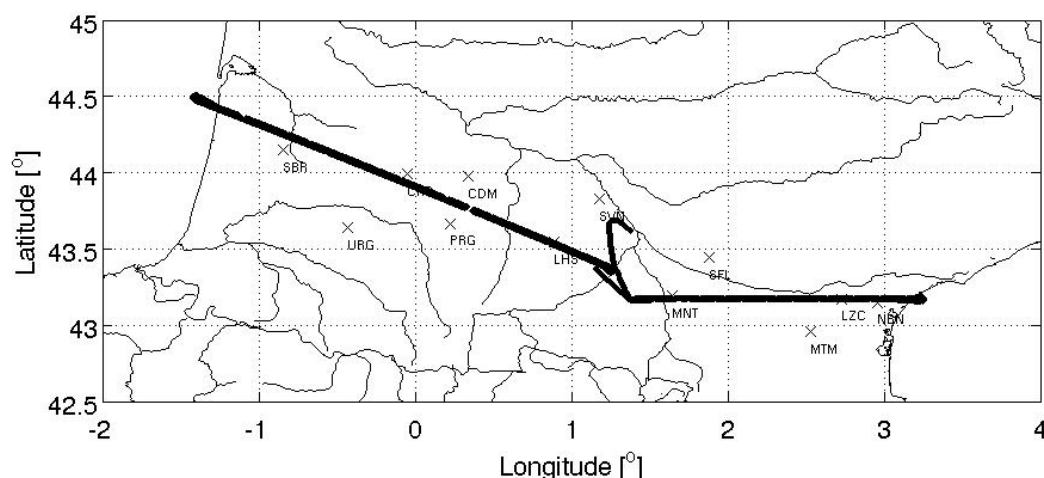 45
44.5
44
43.5
43
42.5
Latitude [°]
SBR
CDM
SVN
URG
PRG
LHS
SFL
MNT
LZC
NBN
MTM
-2
-1
0
1
2
3
4
Longitude [°]